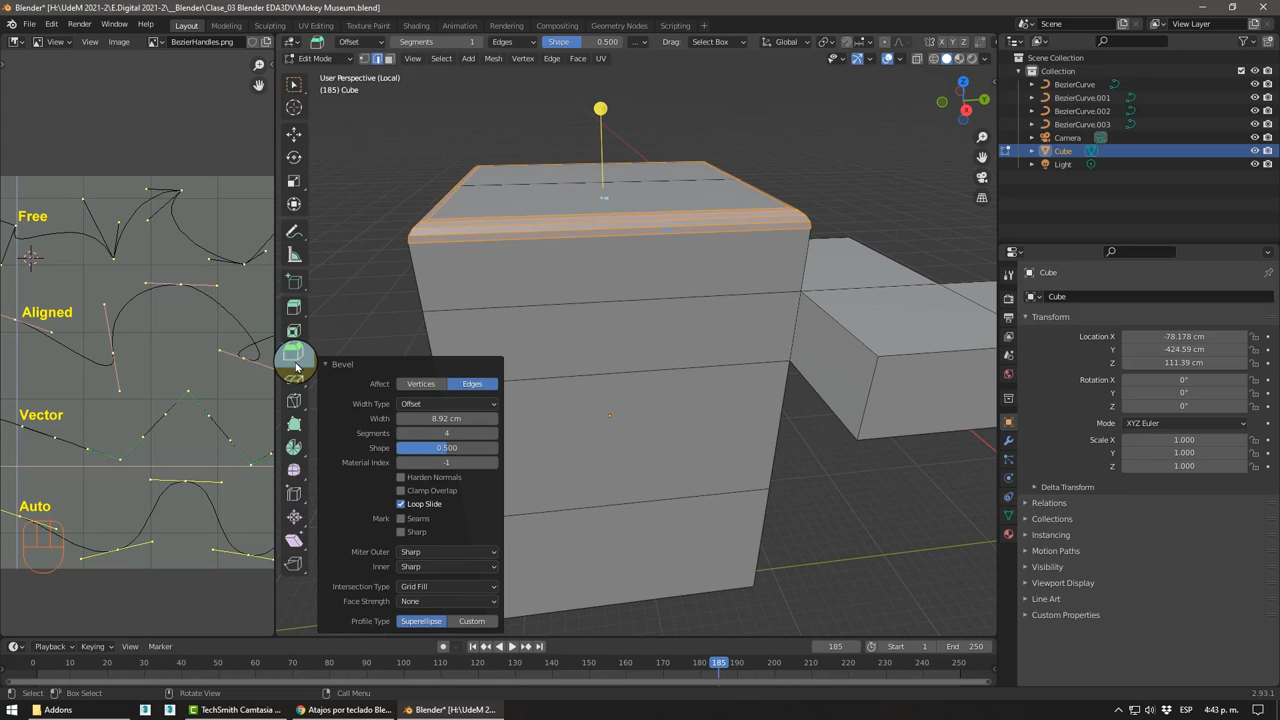 Blender* [H:\UdeM 2021-2\E.Digital 2021-2\__Blender\Clase_03 Blender EDA3DV\Mokey Museum.blend]
File Edit Render Window Help Layout Modeling Sculpting UV Editing Texture Paint Shading Animation Rendering Compositing Geometry Nodes Scripting Scene View Layer
View View Image BezierHandles.png Offset Segments 1 Edges Shape 0.500 ... Drag: Select Box Global X Y Z Options
Edit Mode View Select Add Mesh Vertex Edge Face UV
Scene Collection
Collection
BezierCurve
BezierCurve.001
BezierCurve.002
BezierCurve.003
Camera
Cube
Light
User Perspective (Local)
(185) Cube
Z
Y
X
Free
Aligned
Vector
Auto
Bevel
Affect Vertices Edges
Width Type Offset
Width 8.92 cm
Segments 4
Shape 0.500
Material Index -1
Harden Normals
Clamp Overlap
Loop Slide
Mark Seams
Sharp
Miter Outer Sharp
Inner Sharp
Intersection Type Grid Fill
Face Strength None
Profile Type Superellipse Custom
Cube
Cube
Transform
Location X -78.178 cm
Y -424.59 cm
Z 111.39 cm
Rotation X 0°
Y 0°
Z 0°
Mode XYZ Euler
Scale X 1.000
Y 1.000
Z 1.000
Delta Transform
Relations
Collections
Instancing
Motion Paths
Visibility
Viewport Display
Line Art
Custom Properties
Playback Keying View Marker 185 Start 1 End 250
0 10 20 30 40 50 60 70 80 90 100 110 120 130 140 150 160 170 180 185 190 200 210 220 230 240 250
Select Box Select Rotate View Call Menu 2.93.1
Addons TechSmith Camtasia ... Atajos por teclado Ble... Blender* [H:\UdeM 2... ESP 4:43 p. m.